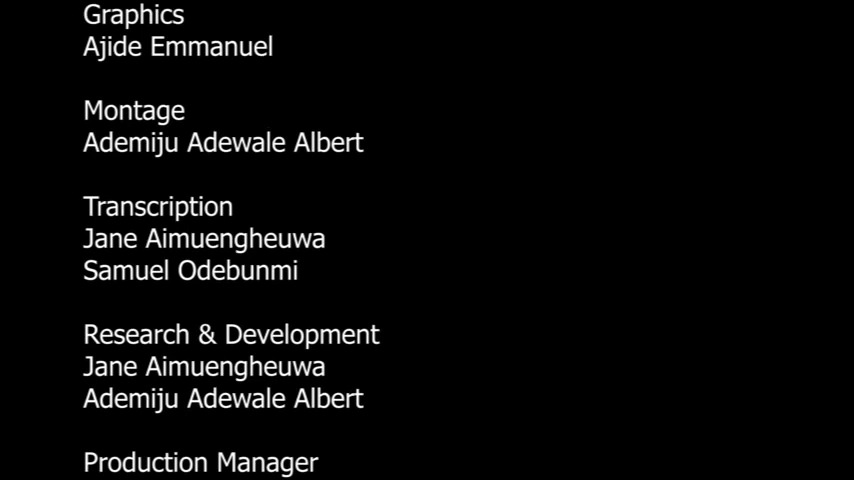 Graphics
Ajide Emmanuel
Montage
Ademiju Adewale Albert
Transcription
Jane Aimuengheuwa
Samuel Odebunmi
Research & Development
Jane Aimuengheuwa
Ademiju Adewale Albert
Production Manager